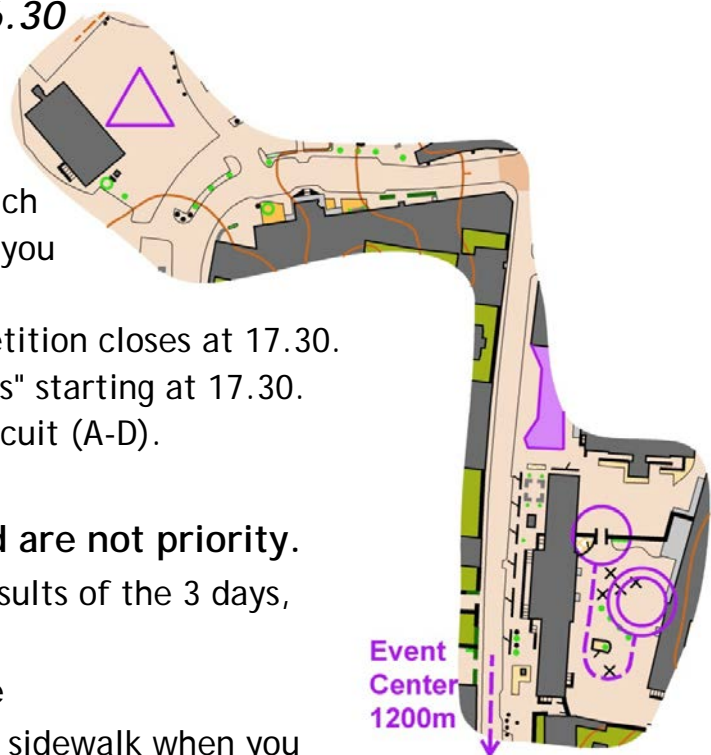 .30
ch
you
etition closes at 17.30.
s" starting at 17.30.
cuit (A-D).
d are not priority.
sults of the 3 days,
e
sidewalk when you
Event
Center
1200m